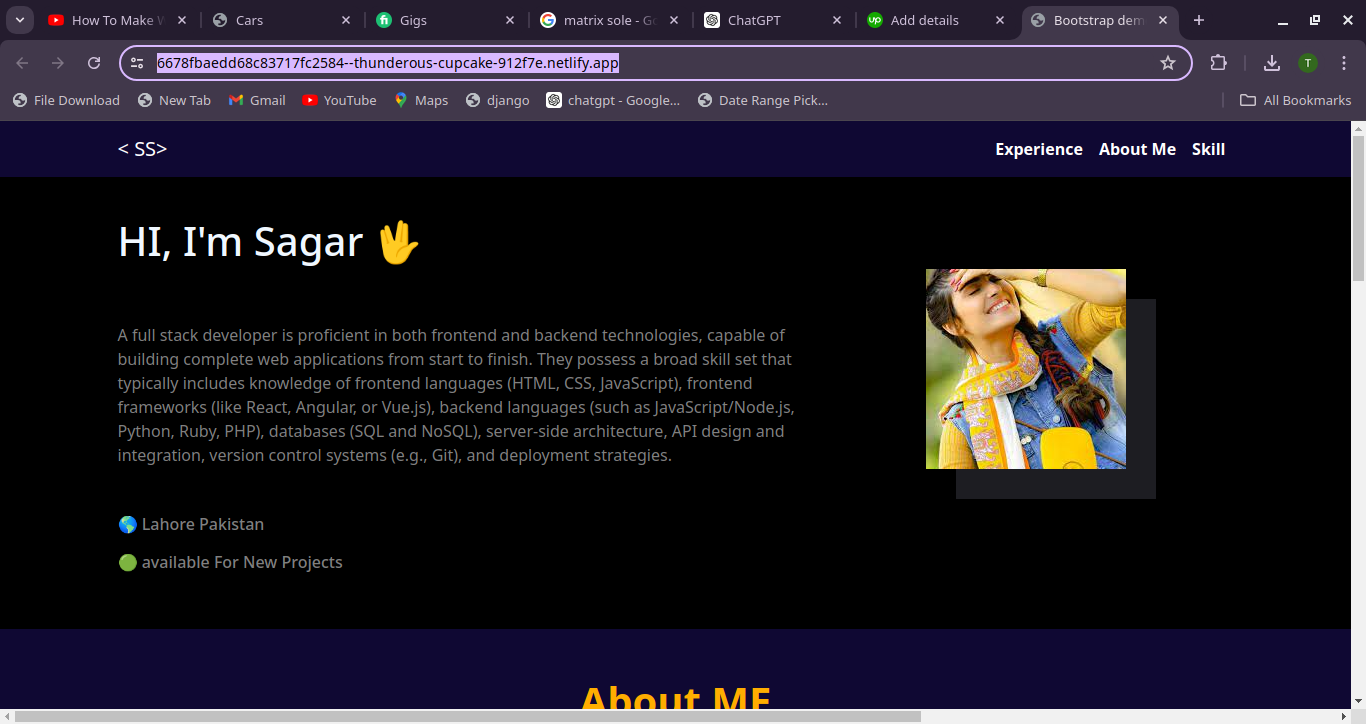 How To Make W
Cars
Gigs
matrix sole - Go
ChatGPT
Add details
Bootstrap dem
6678fbaedd68c83717fc2584--thunderous-cupcake-912f7e.netlify.app
T
File Download
New Tab
Gmail
YouTube
Maps
django
chatgpt - Google...
Date Range Pick...
All Bookmarks
< SS>
Experience
About Me
Skill
HI, I'm Sagar 🖖
A full stack developer is proficient in both frontend and backend technologies, capable of
building complete web applications from start to finish. They possess a broad skill set that
typically includes knowledge of frontend languages (HTML, CSS, JavaScript), frontend
frameworks (like React, Angular, or Vue.js), backend languages (such as JavaScript/Node.js,
Python, Ruby, PHP), databases (SQL and NoSQL), server-side architecture, API design and
integration, version control systems (e.g., Git), and deployment strategies.
🌎 Lahore Pakistan
🟢 available For New Projects
About ME